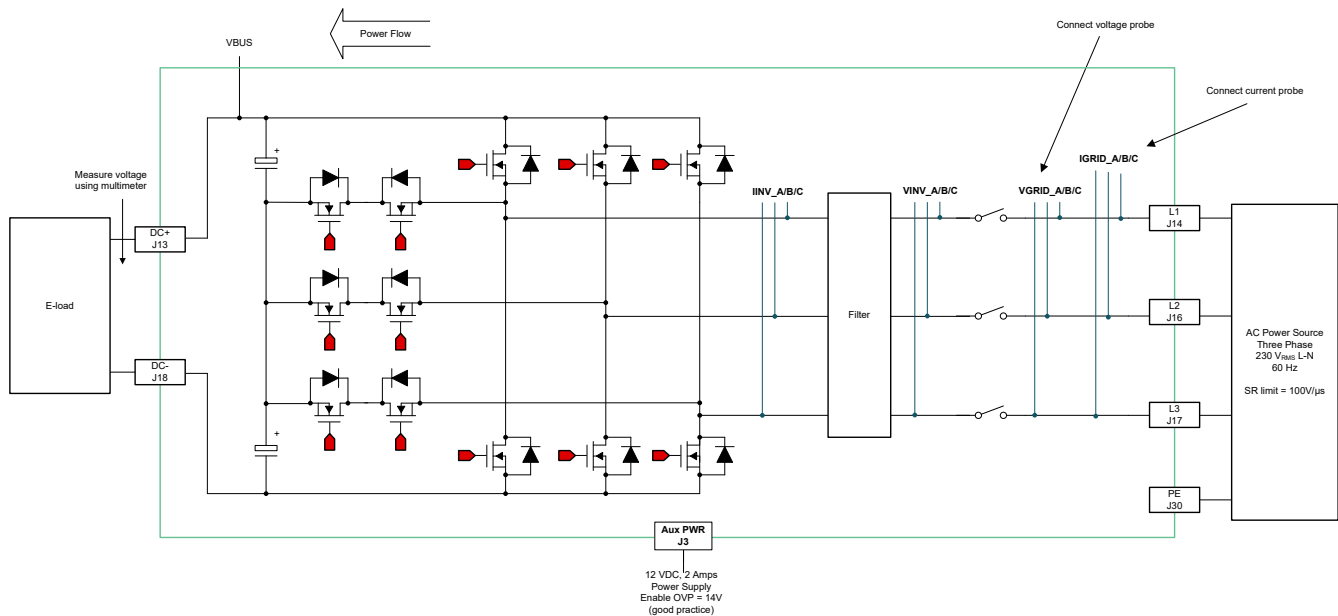 Connect voltage probe
Power Flow
VBUS
Connect current probe
+
IGRID_A/B/C
Measure voltage
using multimeter
IINV_A/B/C
VINV_A/B/C
VGRID_A/B/C
L1
J14
DC+
J13
E-load
Filter
L2
J16
AC Power Source
Three Phase
230 VRMS L-N
60 Hz
SR limit = 100V/µs
DC-
J18
L3
J17
+
PE
J30
Aux PWR
J3
12 VDC, 2 Amps
Power Supply
Enable OVP = 14V
(good practice)